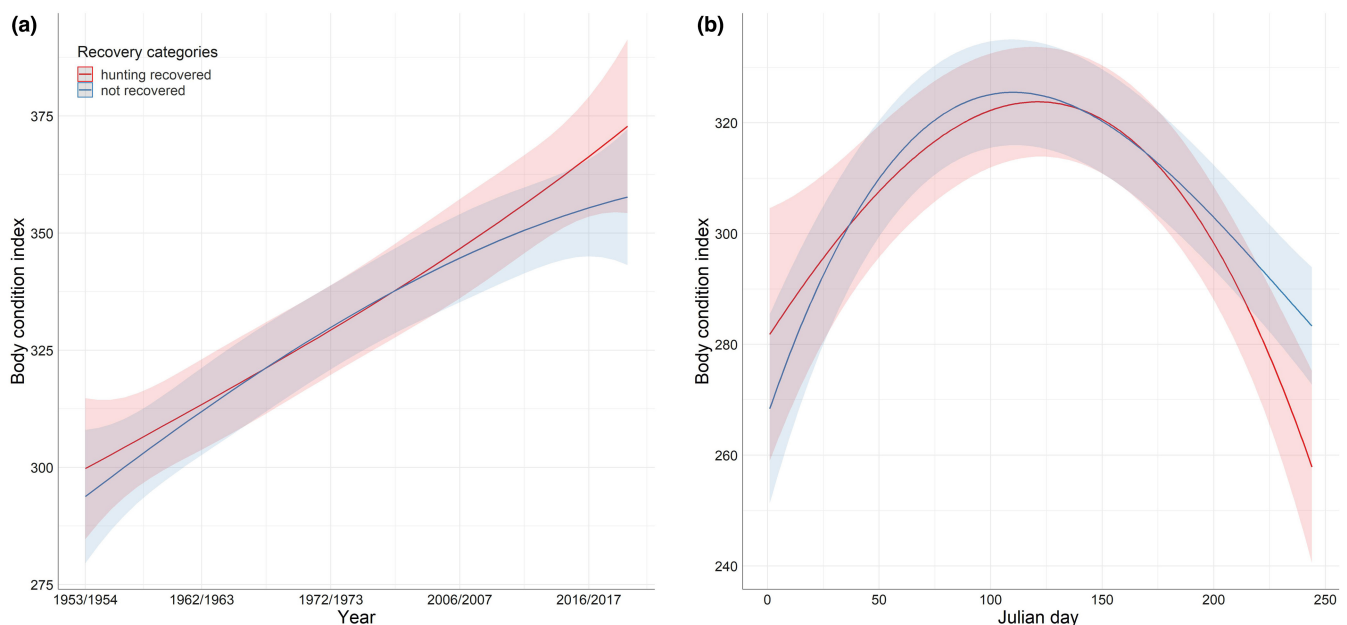 (a)
Recovery categories
hunting recovered
not recovered
375
350
325
300
275
Body condition index
1953/1954 1962/1963 1972/1973 2006/2007 2016/2017
Year
(b)
320
300
280
260
240
Body condition index
0 50 100 150 200 250
Julian day